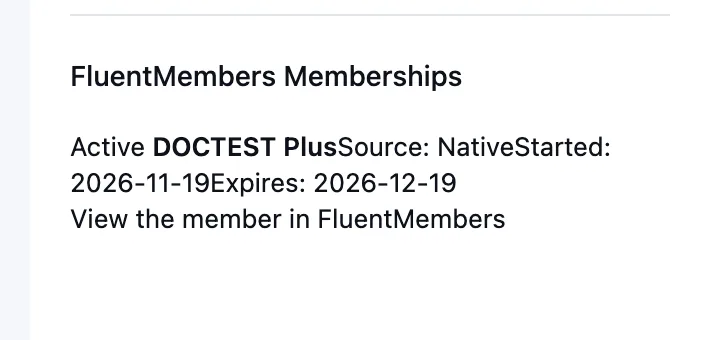 FluentMembers Memberships
Active DOCTEST PlusSource: NativeStarted:
2026-11-19Expires: 2026-12-19
View the member in FluentMembers